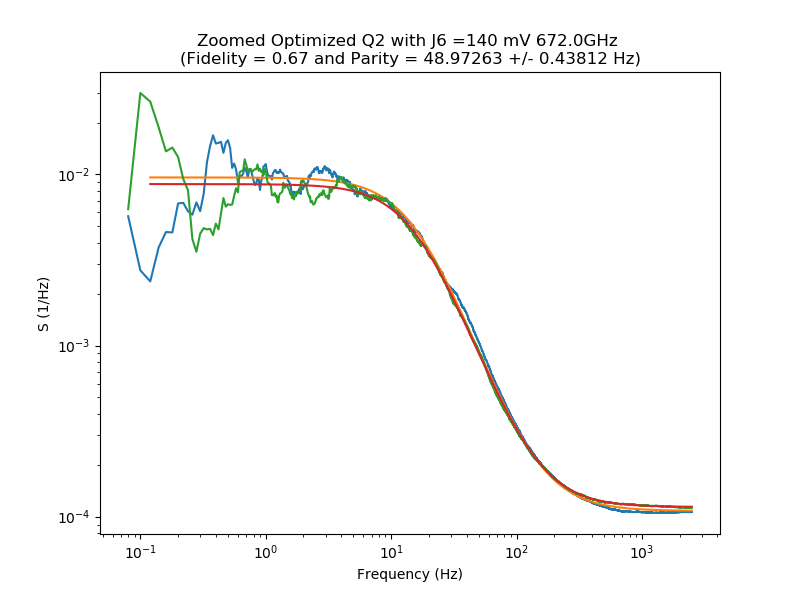 Zoomed Optimized Q2 with J6 =140 mV 672.0GHz
(Fidelity = 0.67 and Parity = 48.97263 +/- 0.43812 Hz)
S (1/Hz)
10⁻²
10⁻³
10⁻⁴
10⁻¹ 10⁰ 10¹ 10² 10³
Frequency (Hz)